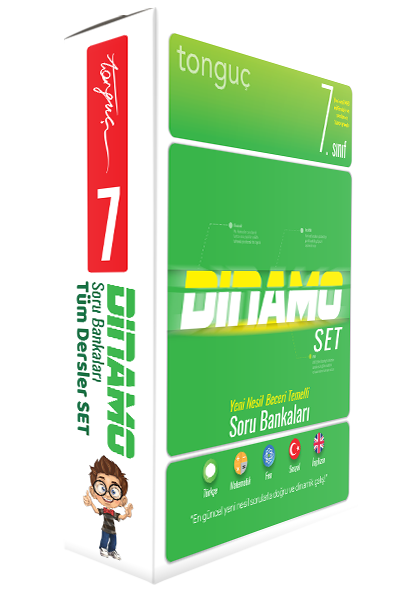 tonguç
7
DİNAMO
Soru Bankaları
Tüm Dersler SET
tonguç
7. sınıf
DİNAMO
SET
Yeni Nesil Beceri Temelli
Soru Bankaları
Türkçe
Matematik
Fen
Sosyal
İngilizce
"En güncel yeni nesil sorularla doğru ve dinamik çalış!"